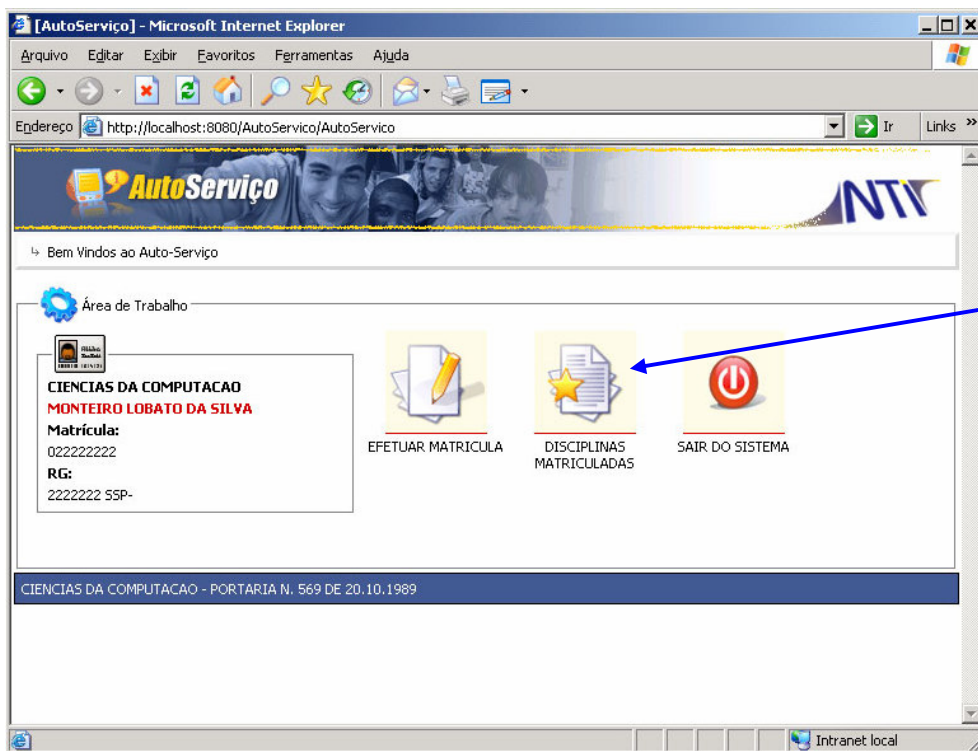 [AutoServiço] - Microsoft Internet Explorer
Arquivo Editar Exibir Favoritos Ferramentas Ajuda
Endereço http://localhost:8080/AutoServico/AutoServico Ir Links »
AutoServiço NTI
Bem Vindos ao Auto-Serviço
Área de Trabalho
CIENCIAS DA COMPUTACAO
MONTEIRO LOBATO DA SILVA
Matrícula:
022222222
RG:
2222222 SSP-
EFETUAR MATRICULA
DISCIPLINAS
MATRICULADAS
SAIR DO SISTEMA
CIENCIAS DA COMPUTACAO - PORTARIA N. 569 DE 20.10.1989
Intranet local